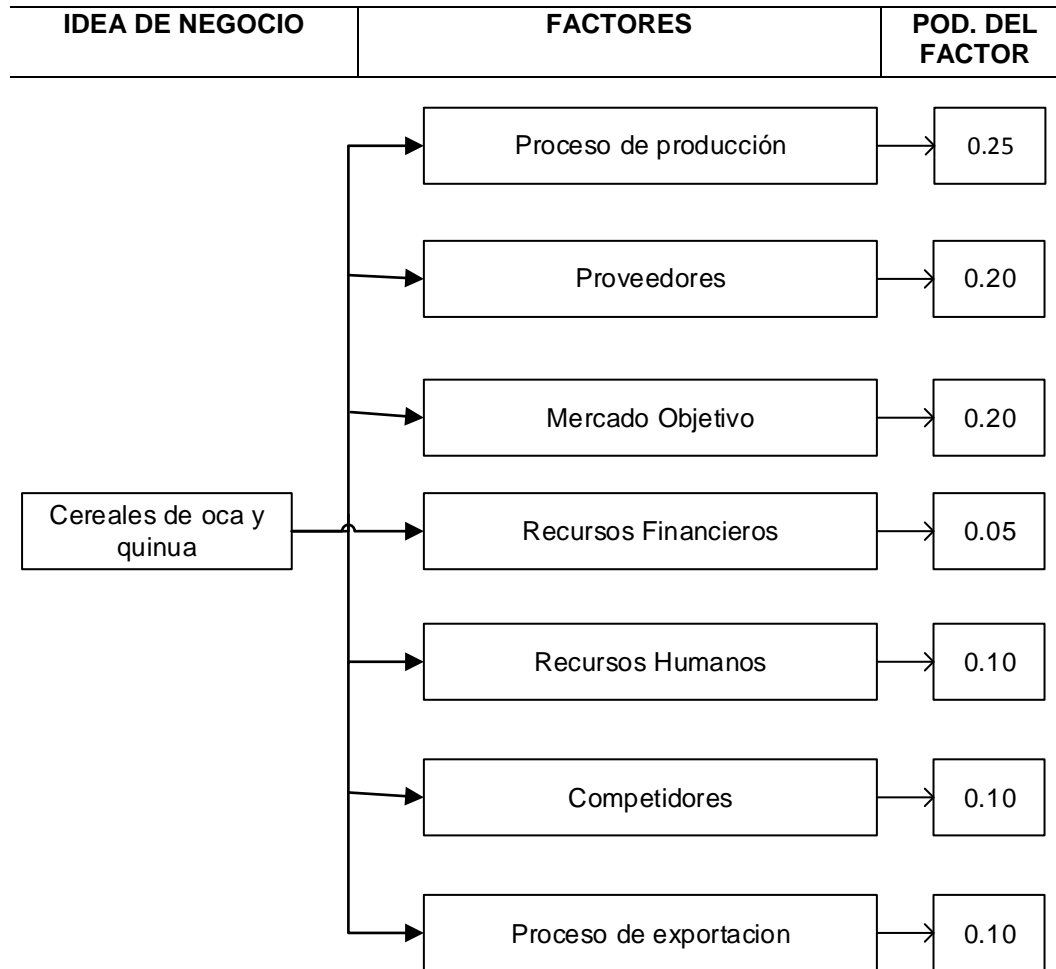 IDEA DE NEGOCIO FACTORES POD. DEL
FACTOR
Proceso de producción 0.25
Proveedores 0.20
Mercado Objetivo 0.20
Cereales de oca y
quinua
Recursos Financieros 0.05
Recursos Humanos 0.10
Competidores 0.10
Proceso de exportacion 0.10